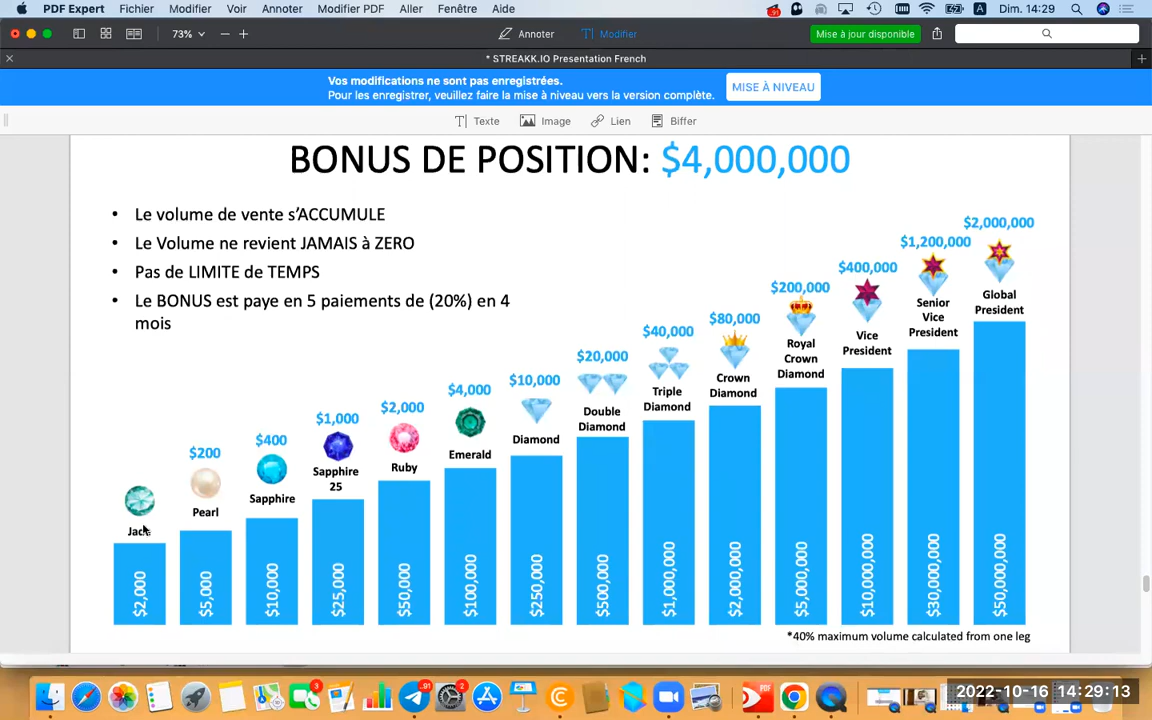 PDF Expert Fichier Modifier Voir Annoter Modifier PDF Aller Fenêtre Aide Dim. 14:29
73% Annoter Modifier Mise à jour disponible
* STREAKK.IO Presentation French
Vos modifications ne sont pas enregistrées.
Pour les enregistrer, veuillez faire la mise à niveau vers la version complète.
MISE À NIVEAU
Texte Image Lien Biffer
BONUS DE POSITION: $4,000,000
• Le volume de vente s’ACCUMULE
• Le Volume ne revient JAMAIS à ZERO
• Pas de LIMITE de TEMPS
• Le BONUS est paye en 5 paiements de (20%) en 4
mois
$200
$400
$1,000
$2,000
$4,000
$10,000
$20,000
$40,000
$80,000
$200,000
$400,000
$1,200,000
$2,000,000
Pearl
Sapphire
Sapphire
25
Ruby
Emerald
Diamond
Double
Diamond
Triple
Diamond
Crown
Diamond
Royal
Crown
Diamond
Vice
President
Senior
Vice
President
Global
President
$2,000
$5,000
$10,000
$25,000
$50,000
$100,000
$250,000
$500,000
$1,000,000
$2,000,000
$5,000,000
$10,000,000
$30,000,000
$50,000,000
*40% maximum volume calculated from one leg
2022-10-16 14:29:13